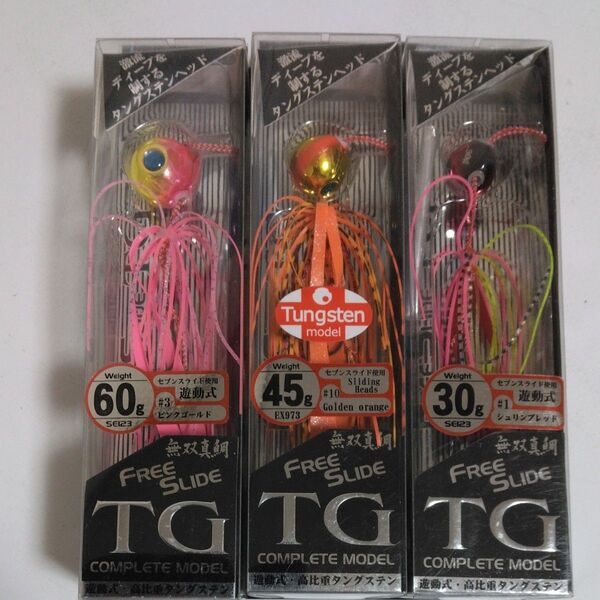 激流
ディープを
制する
タングステンヘッド
Weight
60g
SE123
セブンスライド使用
遊動式
#3
ピンクゴールド
無双真鯛
FREE
SLIDE
TG
COMPLETE MODEL
遊動式・高比重タングステン
激流
ディープを
制する
タングステンヘッド
Tungsten
model
Weight
45g
EX973
セブンスライド使用
Sliding
Heads
#10
Golden orange
無双真鯛
FREE
SLIDE
TG
COMPLETE MODEL
遊動式・高比重タングステン
激流
ディープを
制する
タングステンヘッド
Weight
30g
SE123
セブンスライド使用
遊動式
#1
シュリンプレッド
無双真鯛
FREE
SLIDE
TG
COMPLETE MODEL
遊動式・高比重タングステン